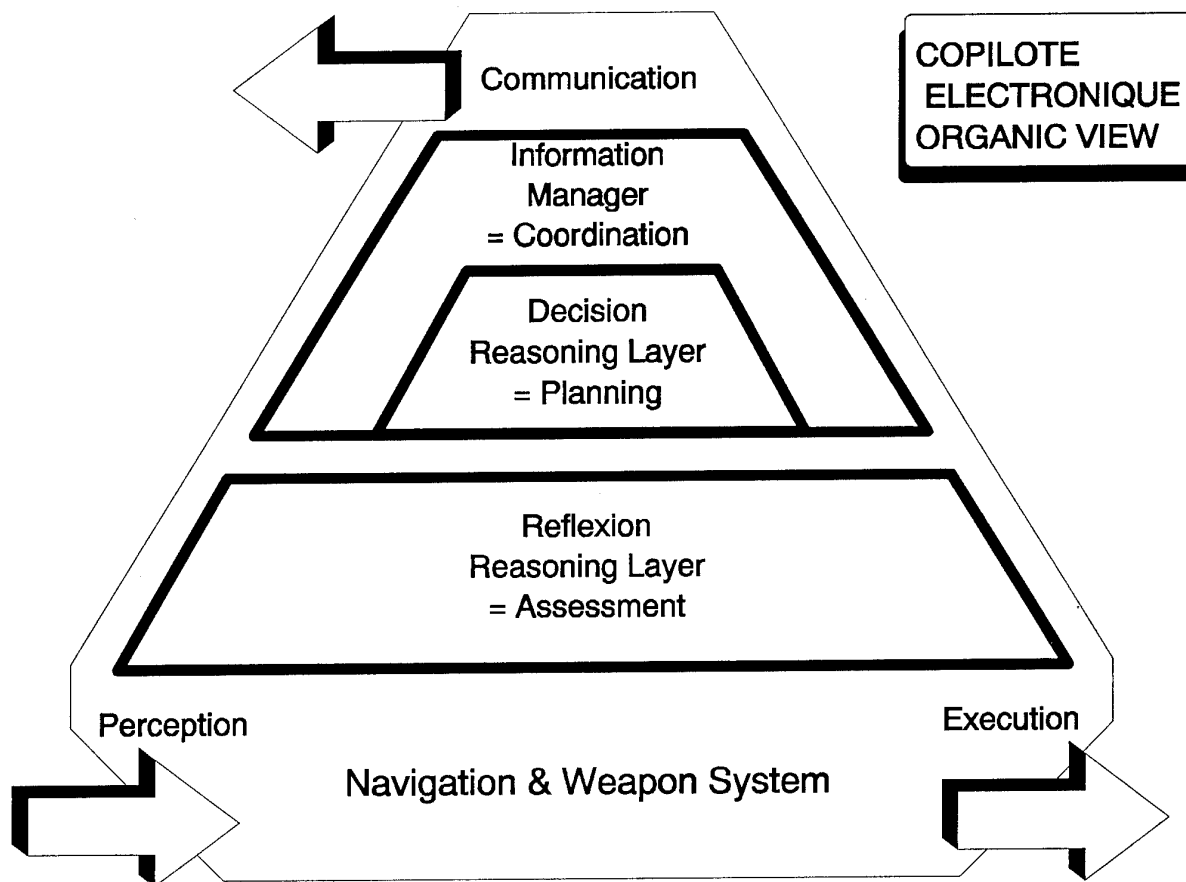 COPILOTE
ELECTRONIQUE
ORGANIC VIEW
Communication
Information
Manager
= Coordination
Decision
Reasoning Layer
= Planning
Reflexion
Reasoning Layer
= Assessment
Perception
Execution
Navigation & Weapon System